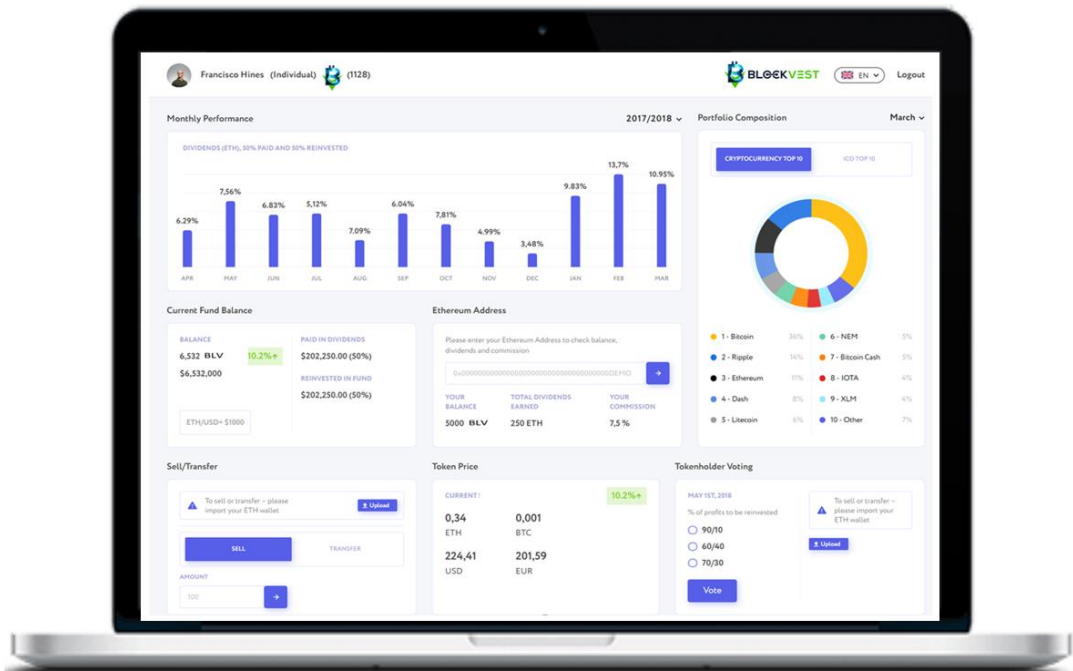 Francisco Hines (Individual) (1128)
BLOCKVEST
EN
Logout
Monthly Performance
2017/2018
DIVIDENDS (ETH), 50% PAID AND 50% REINVESTED
6.29%
7,56%
6.83%
5,12%
7.09%
6.04%
7,81%
4.99%
3,48%
9.83%
13,7%
10.95%
APR MAY JUN JUL AUG SEP OCT NOV DEC JAN FEB MAR
Portfolio Composition
March
CRYPTOCURRENCY TOP 10
ICO TOP 10
1 - Bitcoin 36%
2 - Ripple 14%
3 - Ethereum 11%
4 - Dash 8%
5 - Litecoin 6%
6 - NEM 5%
7 - Bitcoin Cash 5%
8 - IOTA 4%
9 - XLM 4%
10 - Other 7%
Current Fund Balance
BALANCE
6,532 BLV
10.2%
$6,532,000
ETH/USD= $1000
PAID IN DIVIDENDS
$202,250.00 (50%)
REINVESTED IN FUND
$202,250.00 (50%)
Ethereum Address
Please enter your Ethereum Address to check balance,
dividends and commission
YOUR
BALANCE
5000 BLV
TOTAL DIVIDENDS
EARNED
250 ETH
YOUR
COMMISSION
7,5 %
Sell/Transfer
To sell or transfer – please
import your ETH wallet
Upload
SELL
TRANSFER
AMOUNT
100
Token Price
CURRENT:
10.2%
0,34
ETH
0,001
BTC
224,41
USD
201,59
EUR
Tokenholder Voting
MAY 1ST, 2018
% of profits to be reinvested
90/10
60/40
70/30
Vote
To sell or transfer –
please import your
ETH wallet
Upload